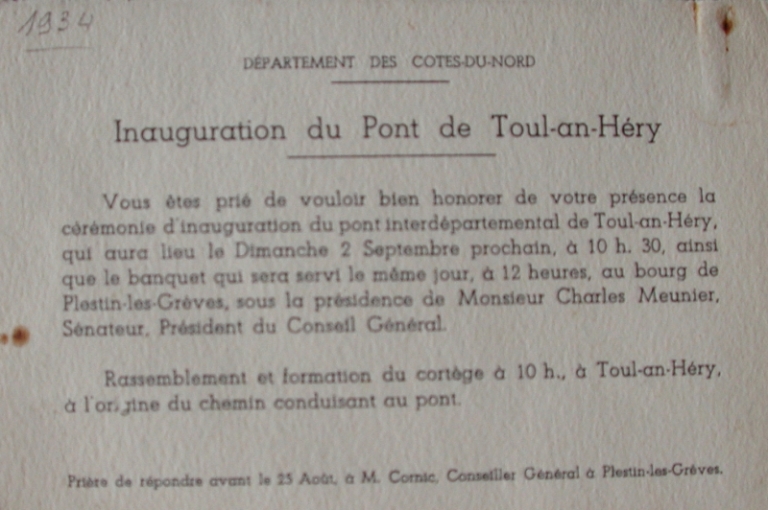 1934
DÉPARTEMENT DES COTES-DU-NORD
Inauguration du Pont de Toul-an-Héry
Vous êtes prié de vouloir bien honorer de votre présence la
cérémonie d'inauguration du pont interdépartemental de Toul-an-Héry,
qui aura lieu le Dimanche 2 Septembre prochain, à 10 h. 30, ainsi
que le banquet qui sera servi le même jour, à 12 heures, au bourg de
Plestin-les-Grèves, sous la présidence de Monsieur Charles Meunier,
Sénateur, Président du Conseil Général.
Rassemblement et formation du cortège à 10 h., à Toul-an-Héry,
à l'origine du chemin conduisant au pont.
Prière de répondre avant le 25 Août, à M. Cornic, Conseiller Général à Plestin-les-Grèves.